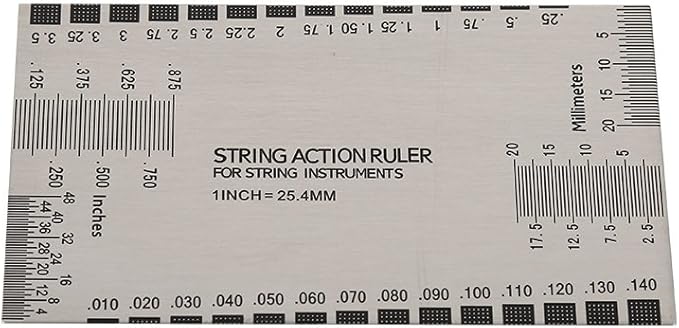 3.5 3.25 3 2.75 2.5 2.25 2 1.75 1.50 1.25 1 .75 .5 .25
.125 .375 .625 .875
.250 .500 .750
5 10 15 20
Millimeters
STRING ACTION RULER
FOR STRING INSTRUMENTS
1INCH = 25.4MM
20 15 10 5
17.5 12.5 7.5 2.5
48 40 32 24 16 8
44 36 28 20 12 4
Inches
.010 .020 .030 .040 .050 .060 .070 .080 .090 .100 .110 .120 .130 .140